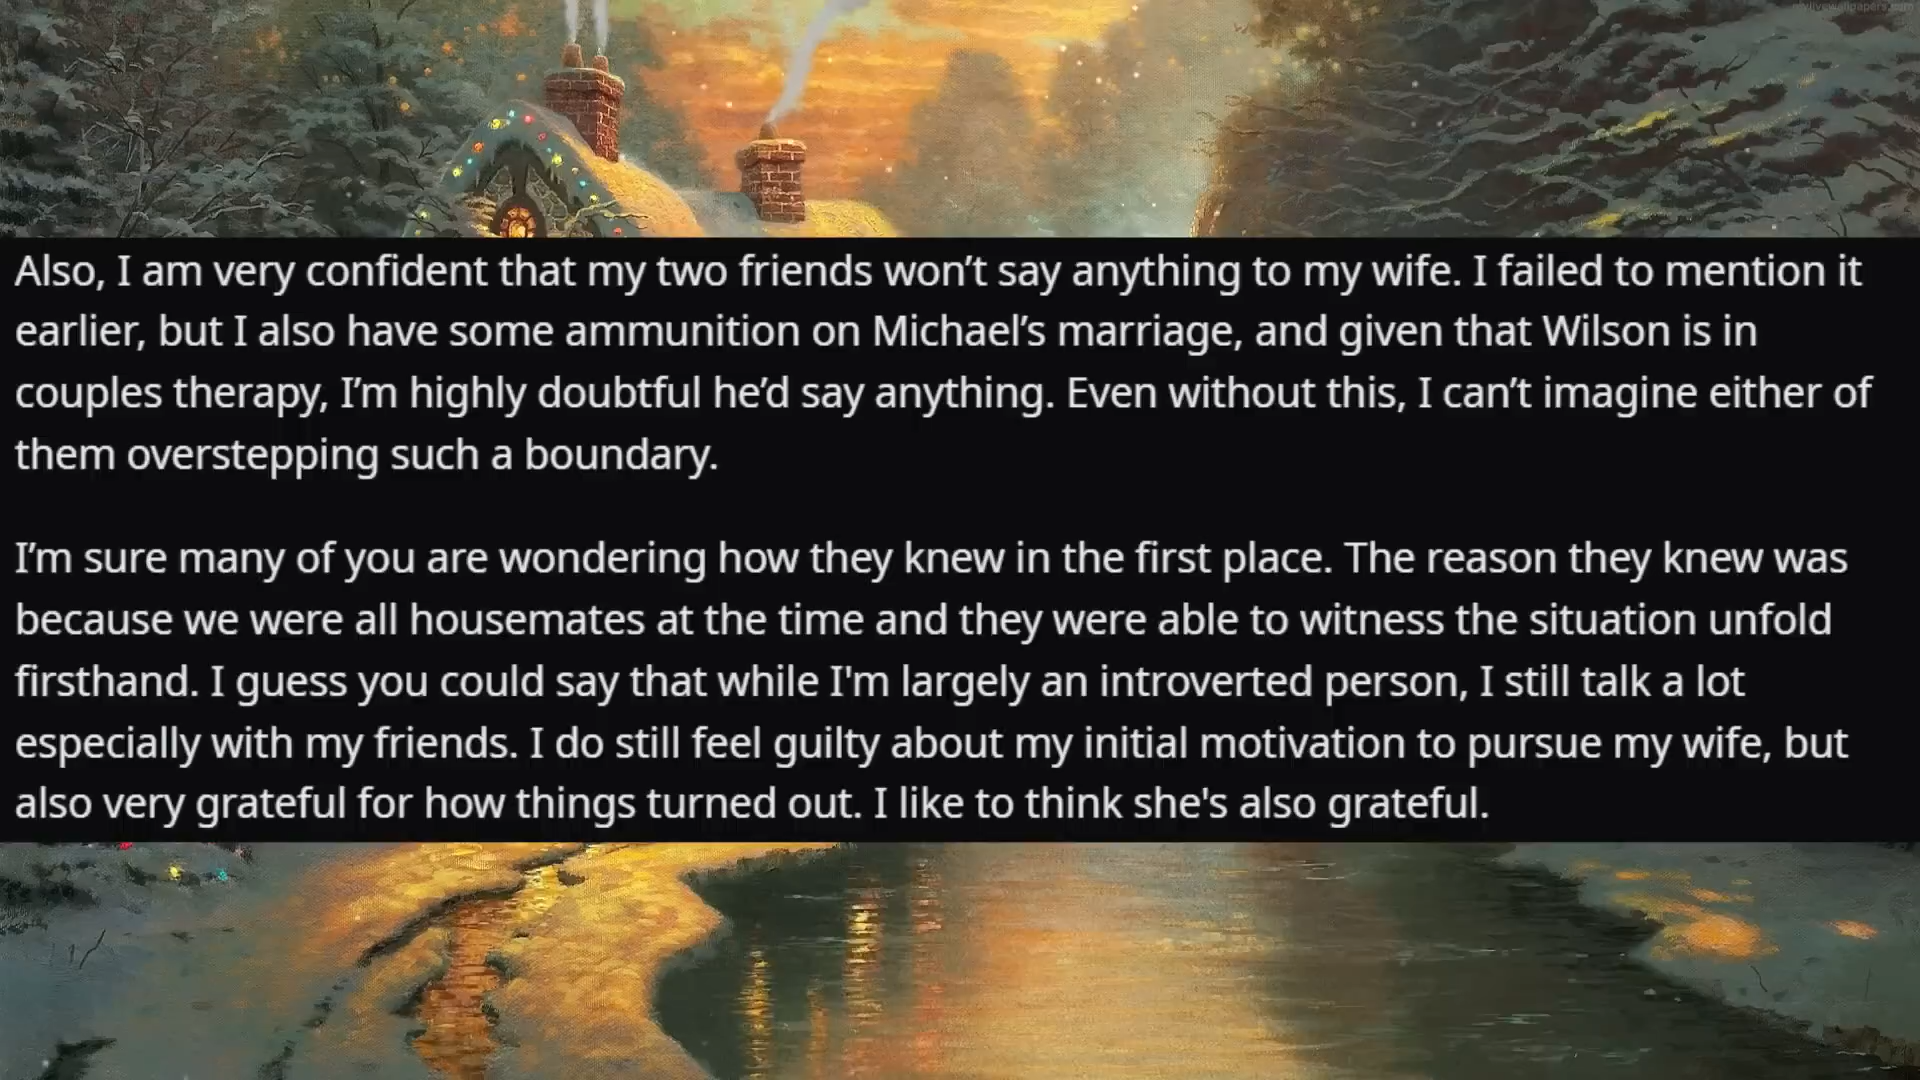 mylivewallpapers.com
Also, I am very confident that my two friends won’t say anything to my wife. I failed to mention it
earlier, but I also have some ammunition on Michael’s marriage, and given that Wilson is in
couples therapy, I’m highly doubtful he’d say anything. Even without this, I can’t imagine either of
them overstepping such a boundary.
I’m sure many of you are wondering how they knew in the first place. The reason they knew was
because we were all housemates at the time and they were able to witness the situation unfold
firsthand. I guess you could say that while I'm largely an introverted person, I still talk a lot
especially with my friends. I do still feel guilty about my initial motivation to pursue my wife, but
also very grateful for how things turned out. I like to think she's also grateful.